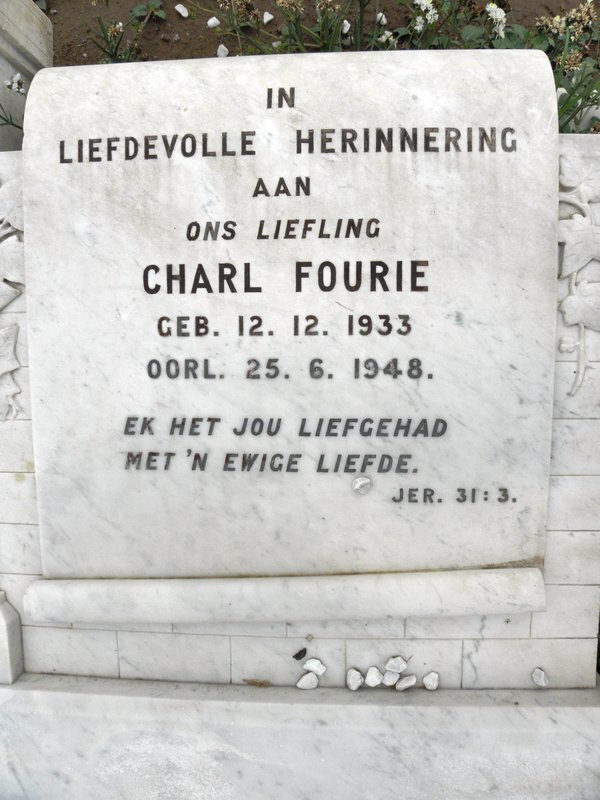 IN
LIEFDEVOLLE HERINNERING
AAN
ONS LIEFLING
CHARL FOURIE
GEB. 12. 12. 1933
OORL. 25. 6. 1948.
EK HET JOU LIEFGEHAD
MET 'N EWIGE LIEFDE.
JER. 31:3.